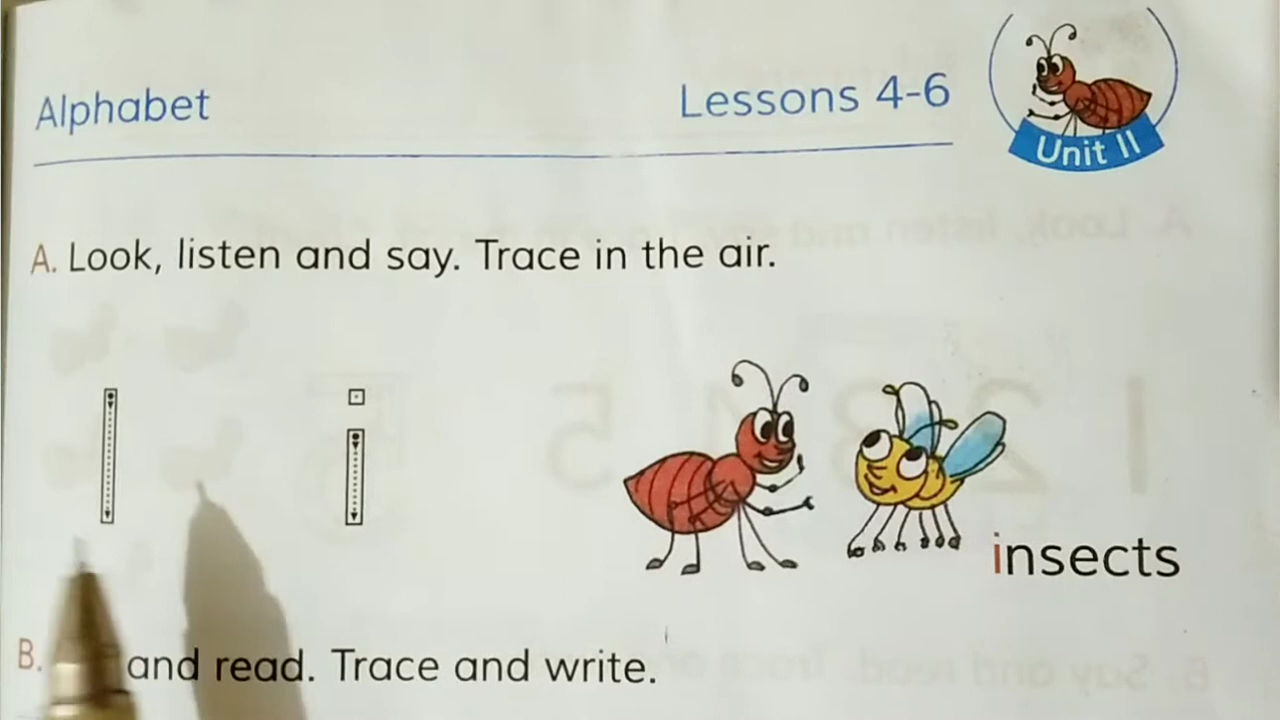 Alphabet
Lessons 4-6
Unit 11
A. Look, listen and say. Trace in the air.
I i
insects
B. and read. Trace and write.